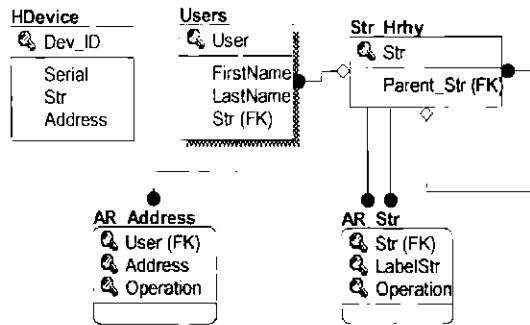 HDevice
Dev_ID
Serial
Str
Address
Users
User
FirstName
LastName
Str (FK)
Str_Hrhy
Str
Parent_Str (FK)
AR_Address
User (FK)
Address
Operation
AR_Str
Str (FK)
LabelStr
Operation